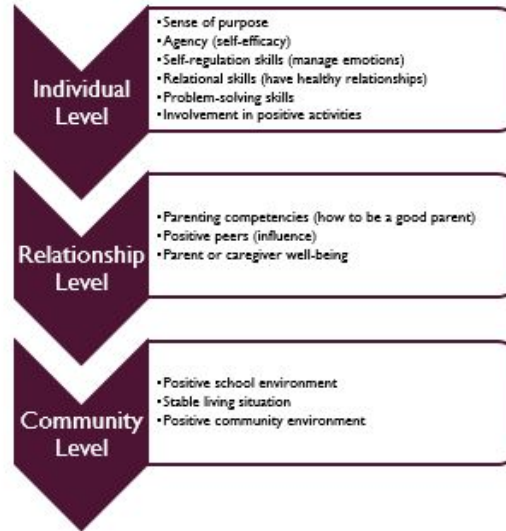 Individual
Level
•Sense of purpose
•Agency (self-efficacy)
•Self-regulation skills (manage emotions)
•Relational skills (have healthy relationships)
•Problem-solving skills
•Involvement in positive activities
Relationship
Level
•Parenting competencies (how to be a good parent)
•Positive peers (influence)
•Parent or caregiver well-being
Community
Level
•Positive school environment
•Stable living situation
•Positive community environment